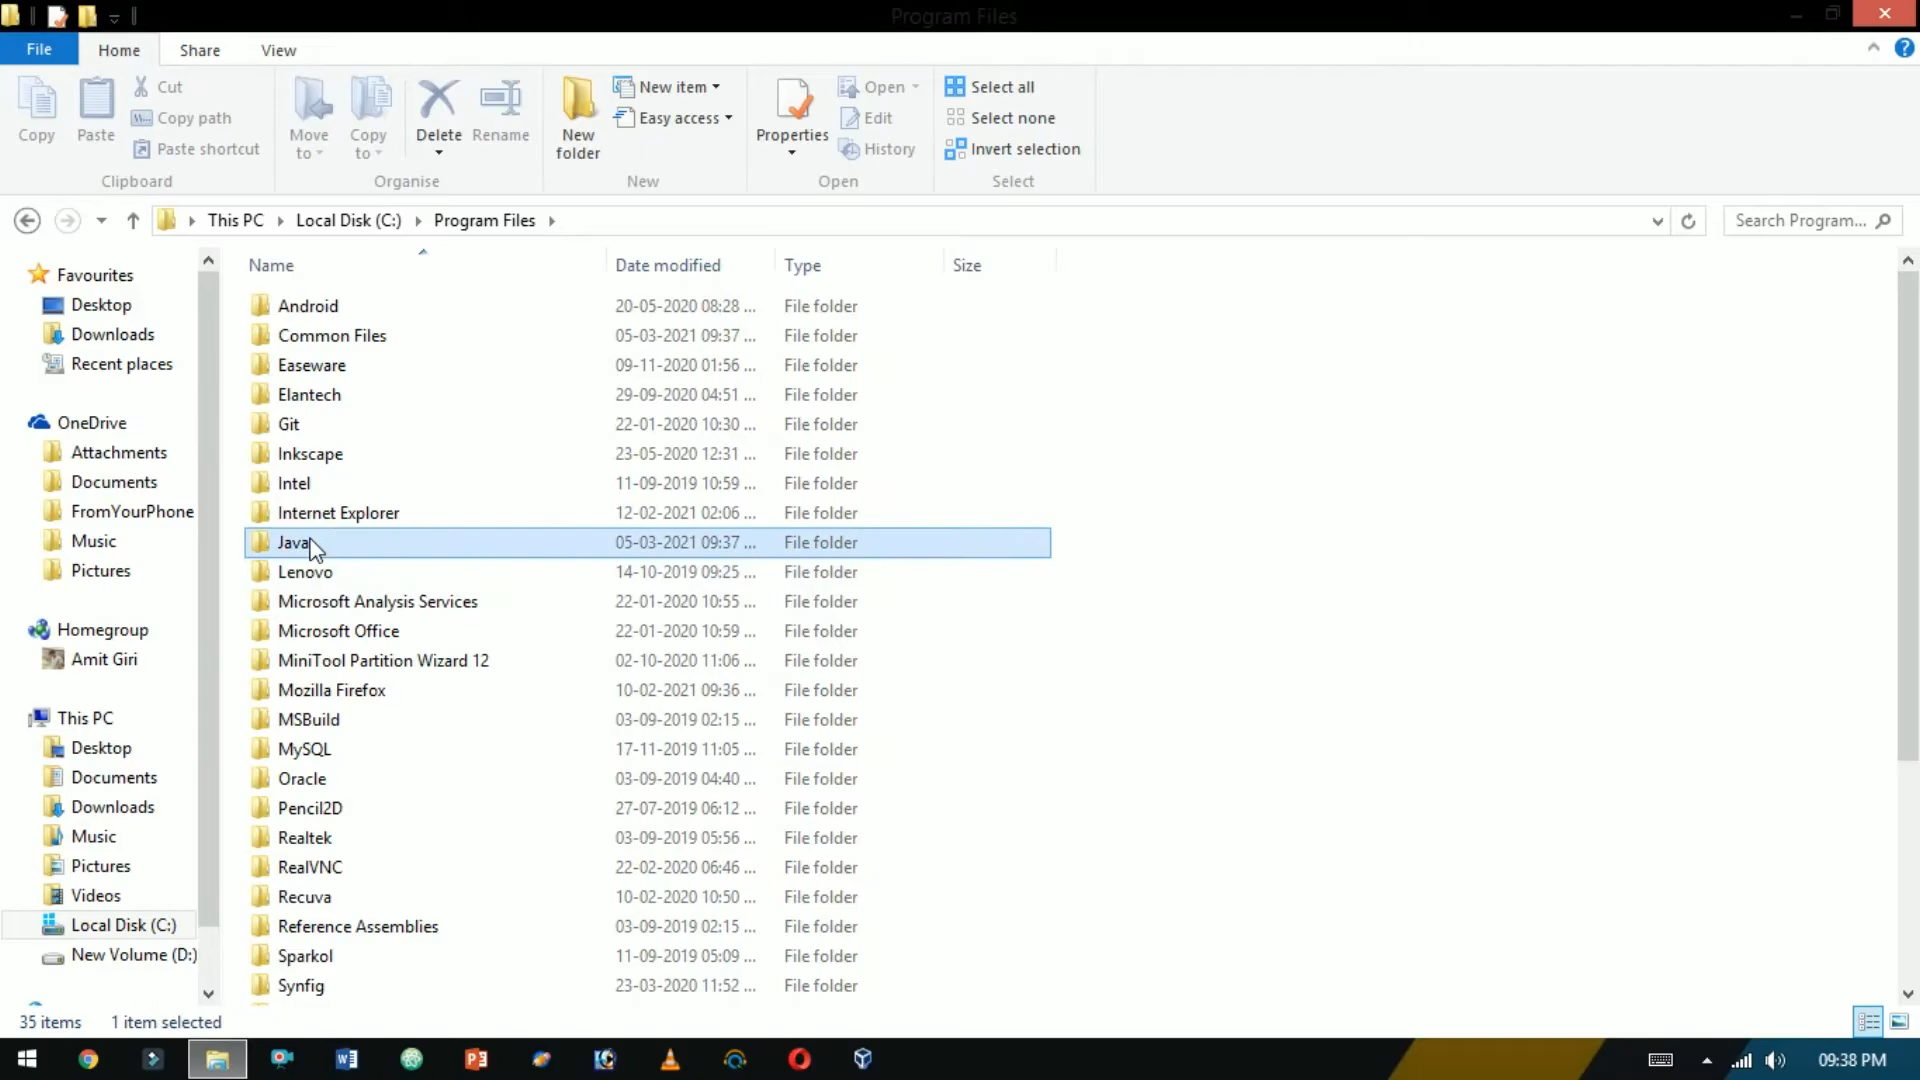 Program Files
File Home Share View
Copy
Paste
Cut
Copy path
Paste shortcut
Clipboard
Move to
Copy to
Delete
Rename
Organise
New folder
New item
Easy access
New
Properties
Open
Edit
History
Open
Select all
Select none
Invert selection
Select
This PC Local Disk (C:) Program Files
Search Program...
Favourites
Desktop
Downloads
Recent places
OneDrive
Attachments
Documents
FromYourPhone
Music
Pictures
Homegroup
Amit Giri
This PC
Desktop
Documents
Downloads
Music
Pictures
Videos
Local Disk (C:)
New Volume (D:)
Name Date modified Type Size
Android 20-05-2020 08:28 ... File folder
Common Files 05-03-2021 09:37 ... File folder
Easeware 09-11-2020 01:56 ... File folder
Elantech 29-09-2020 04:51 ... File folder
Git 22-01-2020 10:30 ... File folder
Inkscape 23-05-2020 12:31 ... File folder
Intel 11-09-2019 10:59 ... File folder
Internet Explorer 12-02-2021 02:06 ... File folder
Java 05-03-2021 09:37 ... File folder
Lenovo 14-10-2019 09:25 ... File folder
Microsoft Analysis Services 22-01-2020 10:55 ... File folder
Microsoft Office 22-01-2020 10:59 ... File folder
MiniTool Partition Wizard 12 02-10-2020 11:06 ... File folder
Mozilla Firefox 10-02-2021 09:36 ... File folder
MSBuild 03-09-2019 02:15 ... File folder
MySQL 17-11-2019 11:05 ... File folder
Oracle 03-09-2019 04:40 ... File folder
Pencil2D 27-07-2019 06:12 ... File folder
Realtek 03-09-2019 05:56 ... File folder
RealVNC 22-02-2020 06:46 ... File folder
Recuva 10-02-2020 10:50 ... File folder
Reference Assemblies 03-09-2019 02:15 ... File folder
Sparkol 11-09-2019 05:09 ... File folder
Synfig 23-03-2020 11:52 ... File folder
35 items 1 item selected
09:38 PM